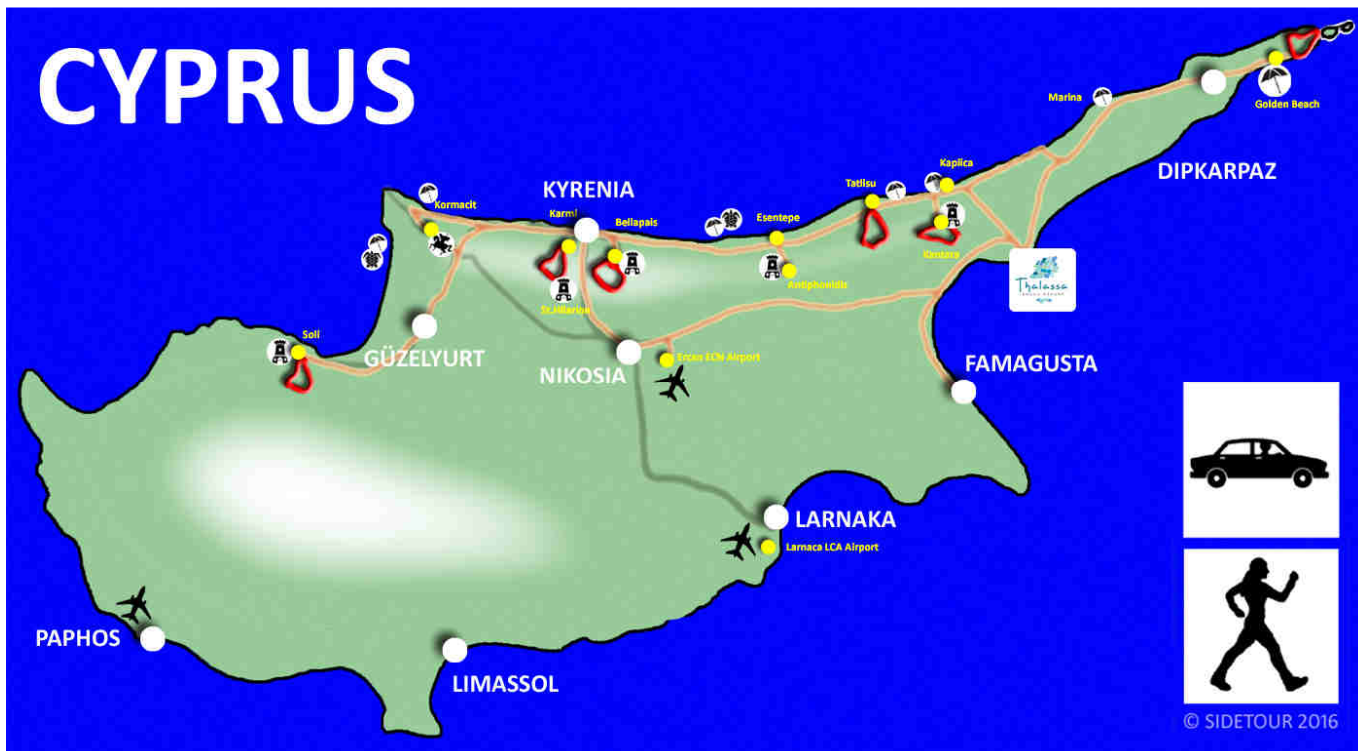 CYPRUS
Golden Beach
Marina
DIPKARPAZ
Kaplica
Tatlisu
KYRENIA
Kormacit
Karmi
Bellapais
Esentepe
Kantara
Antiphonidis
St.Hilarion
Thalassa
Soli
GÜZELYURT
NIKOSIA
Ercan ECN Airport
FAMAGUSTA
LARNAKA
Larnaca LCA Airport
PAPHOS
LIMASSOL
© SIDETOUR 2016